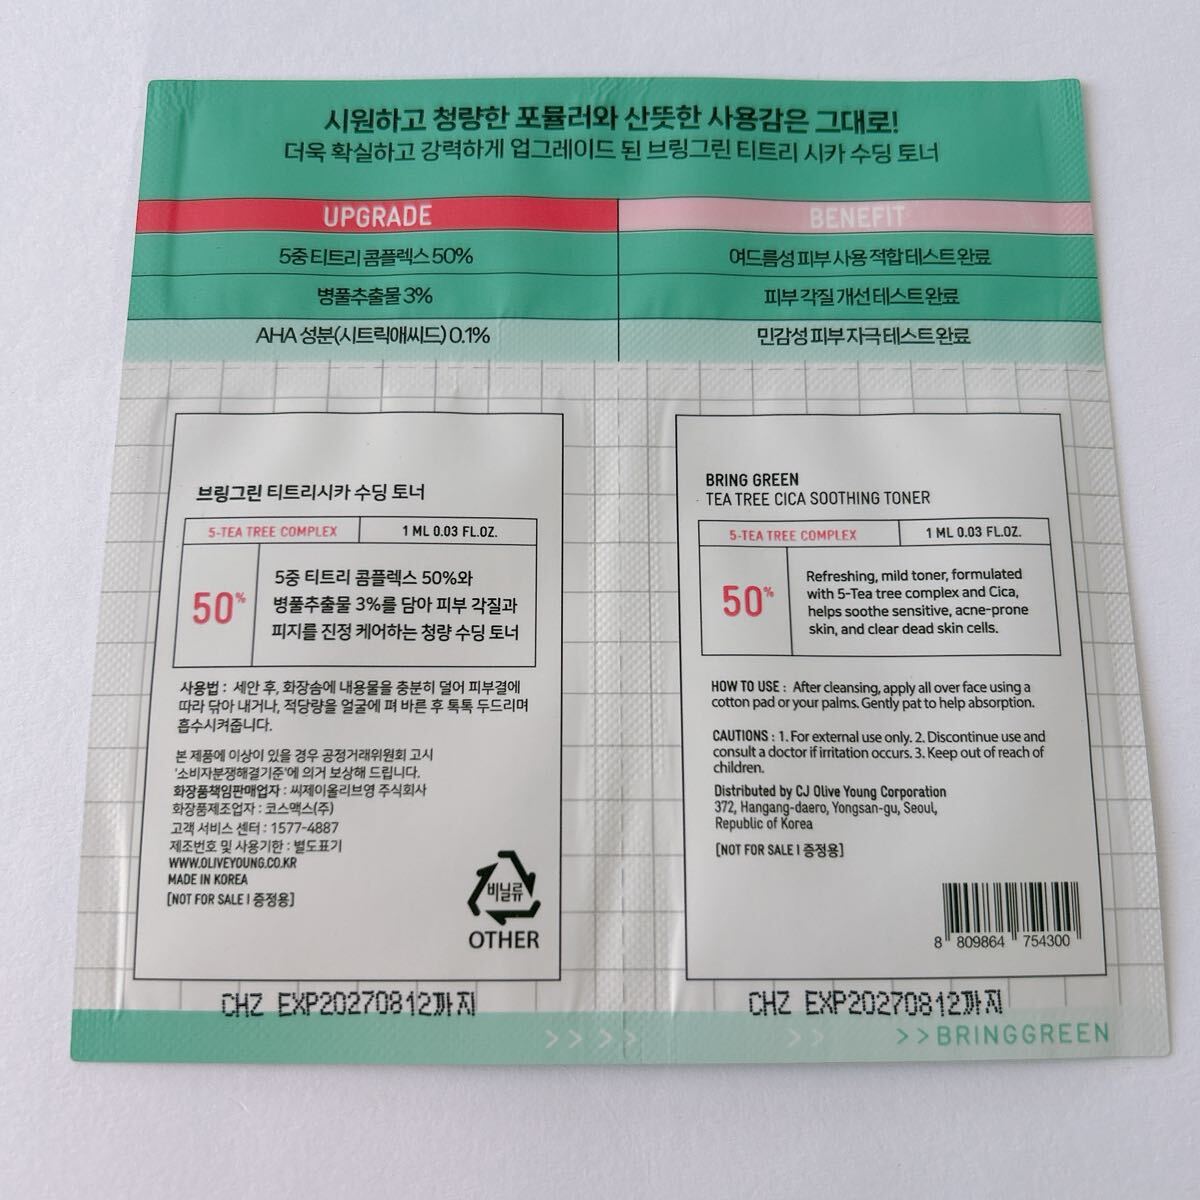 시원하고 청량한 포뮬러와 산뜻한 사용감은 그대로!
더욱 확실하고 강력하게 업그레이드 된 브링그린 티트리 시카 수딩 토너
UPGRADE
5중 티트리 콤플렉스 50%
병풀추출물 3%
AHA 성분(시트릭애씨드) 0.1%
BENEFIT
여드름성 피부 사용 적합 테스트 완료
피부 각질 개선 테스트 완료
민감성 피부 자극 테스트 완료
브링그린 티트리시카 수딩 토너
5-TEA TREE COMPLEX
1 ML 0.03 FL.OZ.
50%
5중 티트리 콤플렉스 50%와
병풀추출물 3%를 담아 피부 각질과
피지를 진정 케어하는 청량 수딩 토너
사용법 : 세안 후, 화장솜에 내용물을 충분히 덜어 피부결에
따라 닦아 내거나, 적당량을 얼굴에 펴 바른 후 톡톡 두드리며
흡수시켜줍니다.
본 제품에 이상이 있을 경우 공정거래위원회 고시
'소비자분쟁해결기준'에 의거 보상해 드립니다.
화장품책임판매업자 : 씨제이올리브영 주식회사
화장품제조업자 : 코스맥스(주)
고객 서비스 센터 : 1577-4887
제조번호 및 사용기한 : 별도표기
WWW.OLIVEYOUNG.CO.KR
MADE IN KOREA
[NOT FOR SALE I 증정용]
비닐류
OTHER
CHZ EXP20270812까지
BRING GREEN
TEA TREE CICA SOOTHING TONER
5-TEA TREE COMPLEX
1 ML 0.03 FL.OZ.
50%
Refreshing, mild toner, formulated
with 5-Tea tree complex and Cica,
helps soothe sensitive, acne-prone
skin, and clear dead skin cells.
HOW TO USE : After cleansing, apply all over face using a
cotton pad or your palms. Gently pat to help absorption.
CAUTIONS : 1. For external use only. 2. Discontinue use and
consult a doctor if irritation occurs. 3. Keep out of reach of
children.
Distributed by CJ Olive Young Corporation
372, Hangang-daero, Yongsan-gu, Seoul,
Republic of Korea
[NOT FOR SALE I 증정용]
8 809864 754300
CHZ EXP20270812까지
>>>> >> >>BRINGGREEN